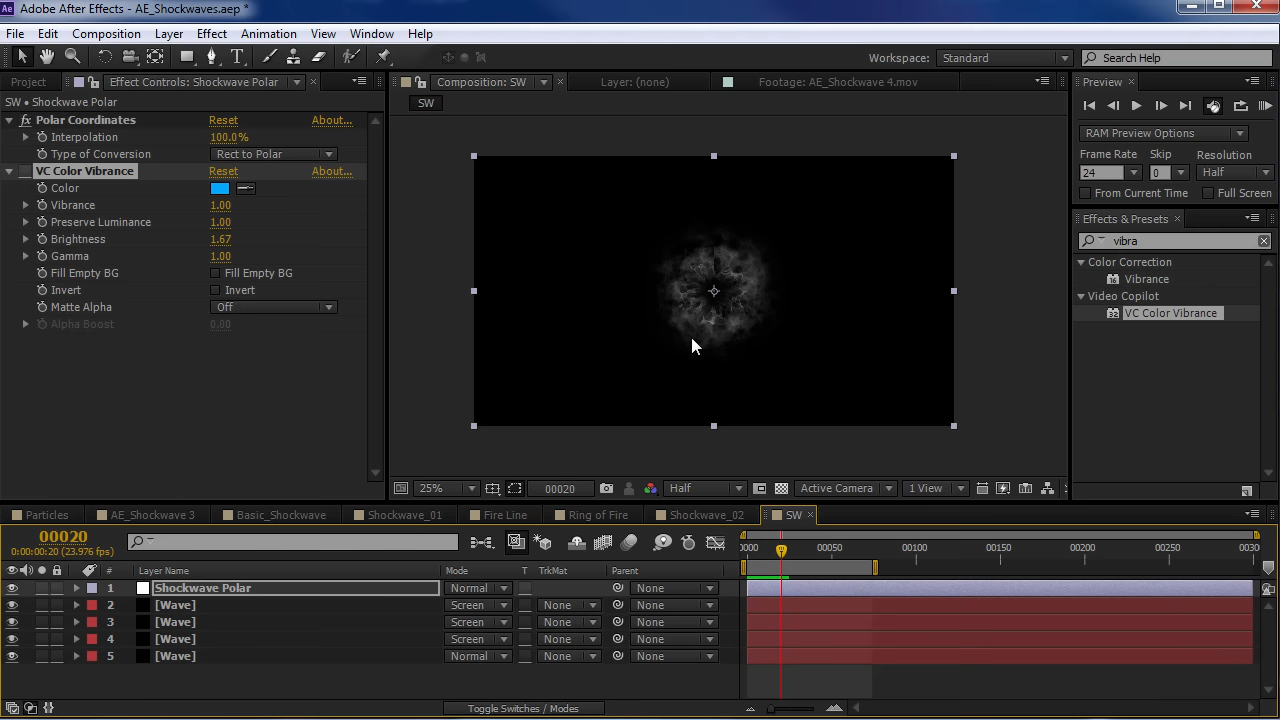 Ae Adobe After Effects - AE_Shockwaves.aep *
File Edit Composition Layer Effect Animation View Window Help
Workspace: Standard Search Help
Project Effect Controls: Shockwave Polar Composition: SW Layer: (none) Footage: AE_Shockwave 4.mov Preview
SW • Shockwave Polar SW
fx Polar Coordinates Reset About...
Interpolation 100.0%
Type of Conversion Rect to Polar
VC Color Vibrance Reset About...
Color
Vibrance 1.00
Preserve Luminance 1.00
Brightness 1.67
Gamma 1.00
Fill Empty BG Fill Empty BG
Invert Invert
Matte Alpha Off
Alpha Boost 0.00
RAM Preview Options
Frame Rate Skip Resolution
24 0 Half
From Current Time Full Screen
Effects & Presets
vibra
Color Correction
16 Vibrance
Video Copilot
32 VC Color Vibrance
25% 00020 Half Active Camera 1 View
Particles AE_Shockwave 3 Basic_Shockwave Shockwave_01 Fire Line Ring of Fire Shockwave_02 SW
00020
0:00:00:20 (23.976 fps)
0000 00050 00100 00150 00200 00250 0030
# Layer Name Mode T TrkMat Parent
1 Shockwave Polar Normal None
2 [Wave] Screen None None
3 [Wave] Screen None None
4 [Wave] Screen None None
5 [Wave] Normal None None
Toggle Switches / Modes